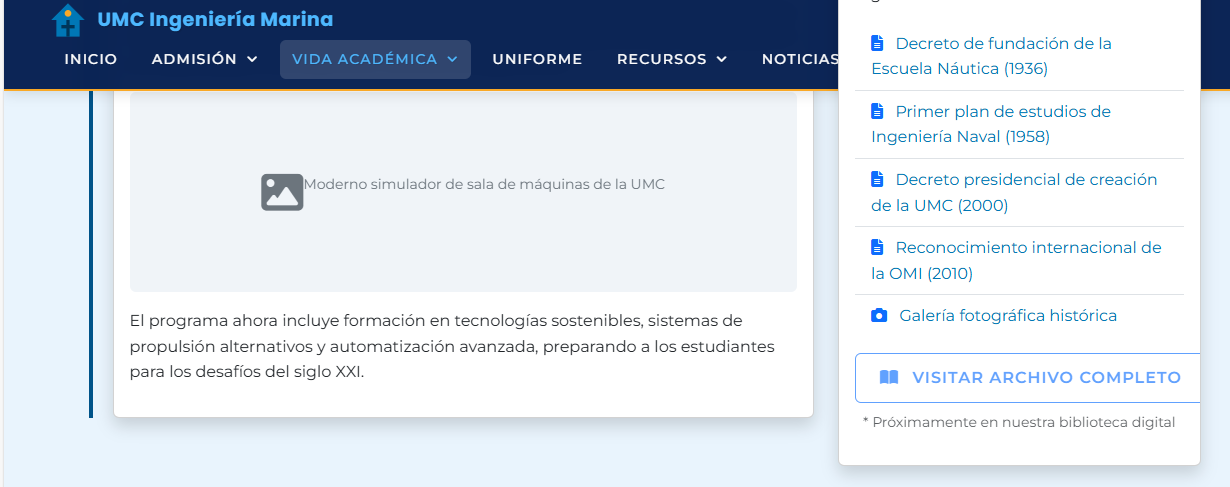 UMC Ingeniería Marina
INICIO
ADMISIÓN
VIDA ACADÉMICA
UNIFORME
RECURSOS
NOTICIAS
Moderno simulador de sala de máquinas de la UMC
El programa ahora incluye formación en tecnologías sostenibles, sistemas de
propulsión alternativos y automatización avanzada, preparando a los estudiantes
para los desafíos del siglo XXI.
Decreto de fundación de la
Escuela Náutica (1936)
Primer plan de estudios de
Ingeniería Naval (1958)
Decreto presidencial de creación
de la UMC (2000)
Reconocimiento internacional de
la OMI (2010)
Galería fotográfica histórica
VISITAR ARCHIVO COMPLETO
* Próximamente en nuestra biblioteca digital